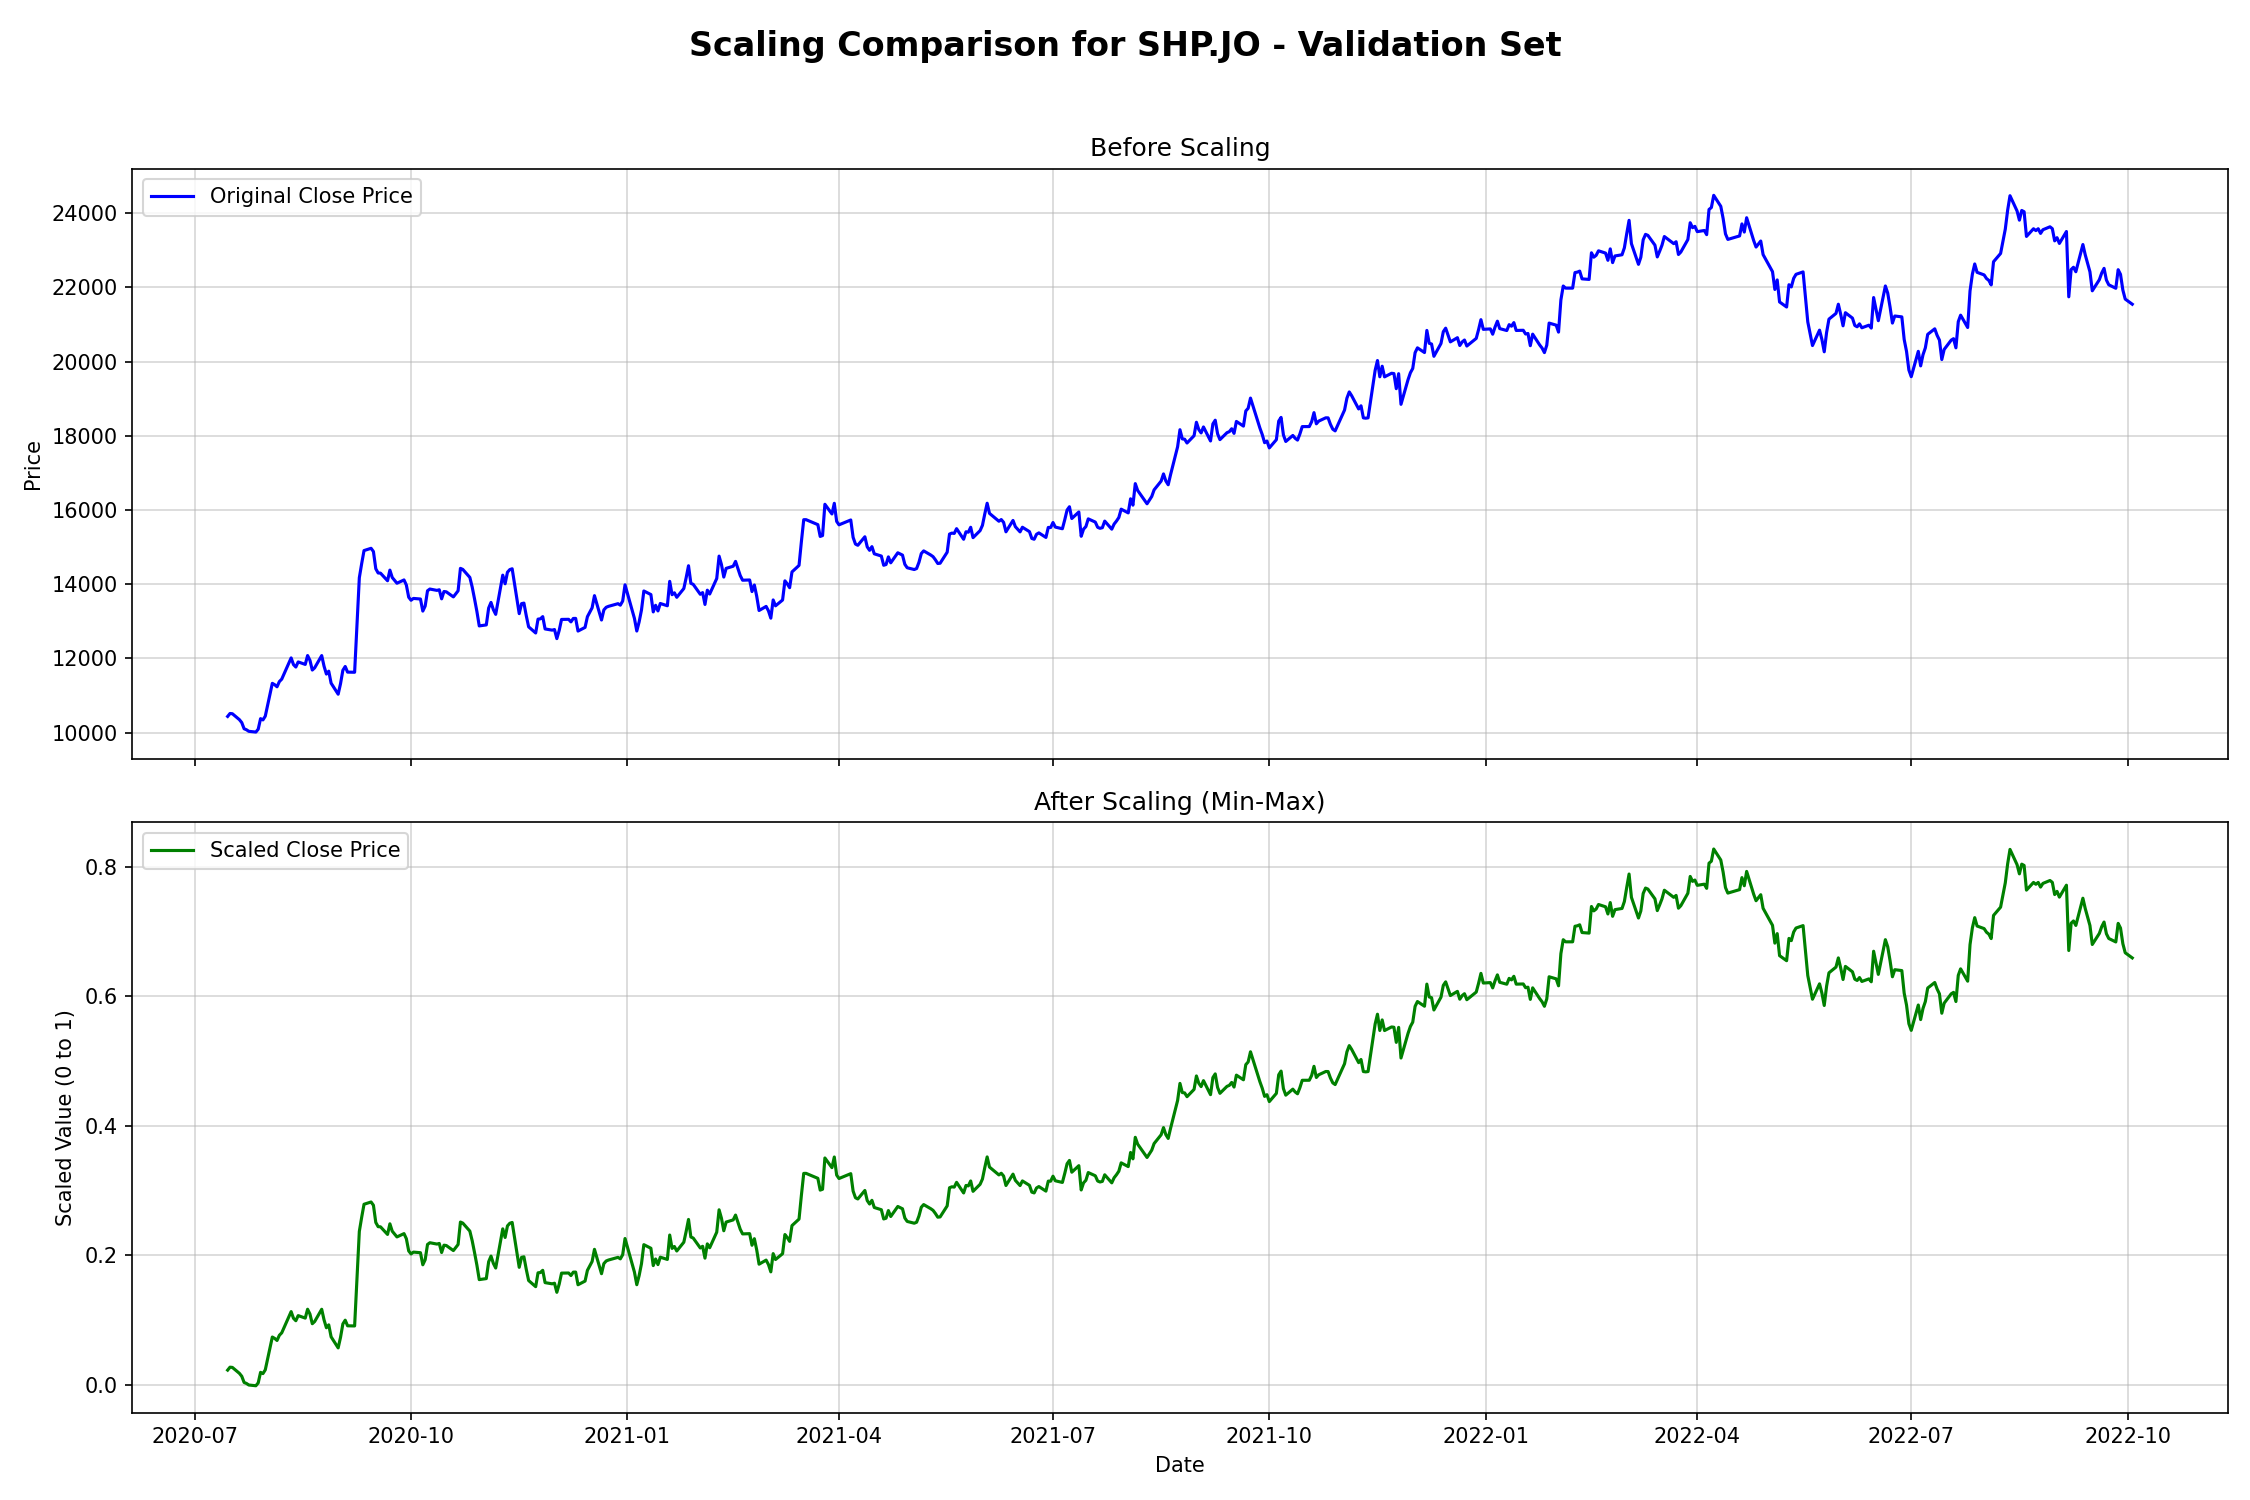 Scaling Comparison for SHP.JO - Validation Set
Before Scaling
Original Close Price
24000
22000
20000
18000
16000
14000
12000
10000
Price
After Scaling (Min-Max)
Scaled Close Price
0.8
0.6
0.4
0.2
0.0
Scaled Value (0 to 1)
2020-07 2020-10 2021-01 2021-04 2021-07 2021-10 2022-01 2022-04 2022-07 2022-10
Date